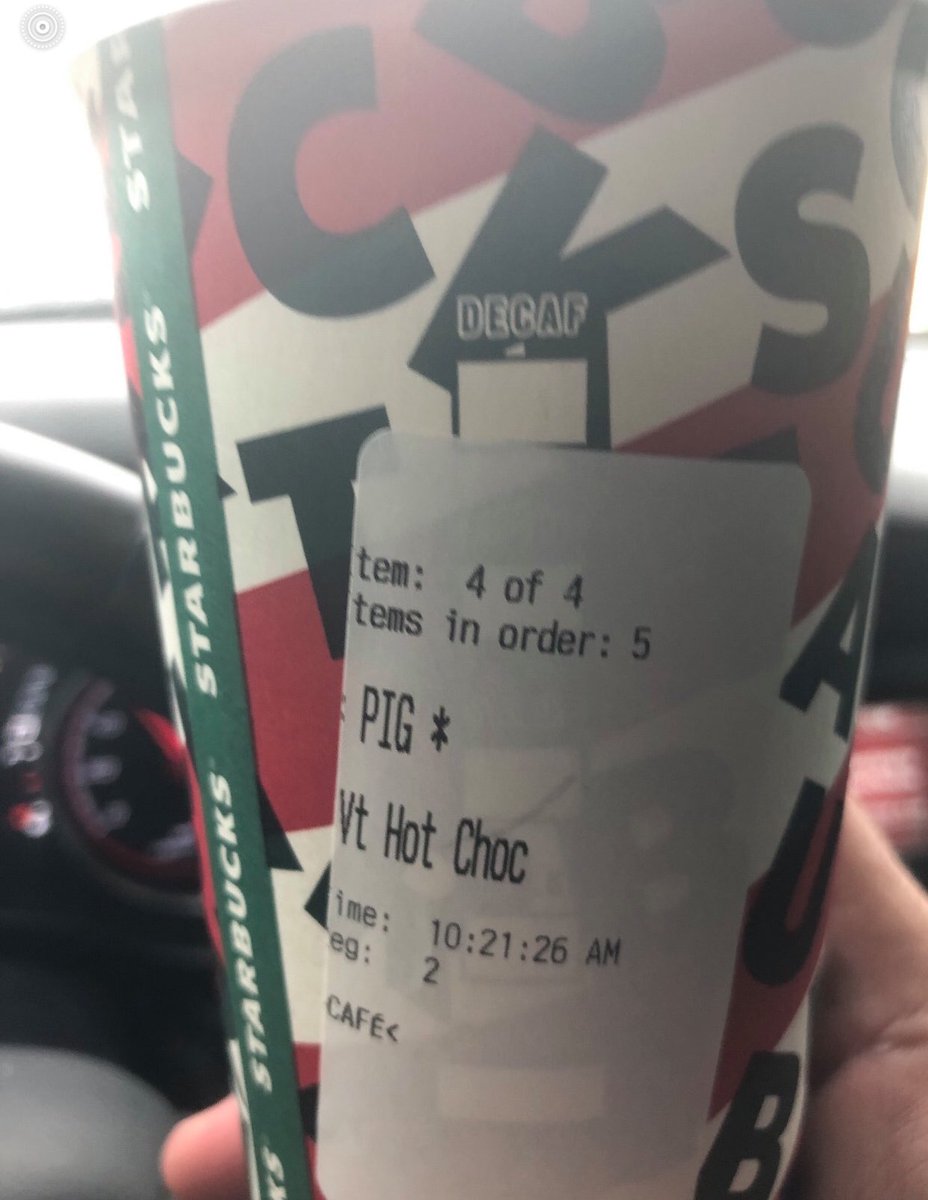 STARBUCKS
STARBUCKS
STARBUCKS
DECAF
tem: 4 of 4
tems in order: 5
PIG *
Vt Hot Choc
ime: 10:21:26 AM
eg: 2
CAFÉ<